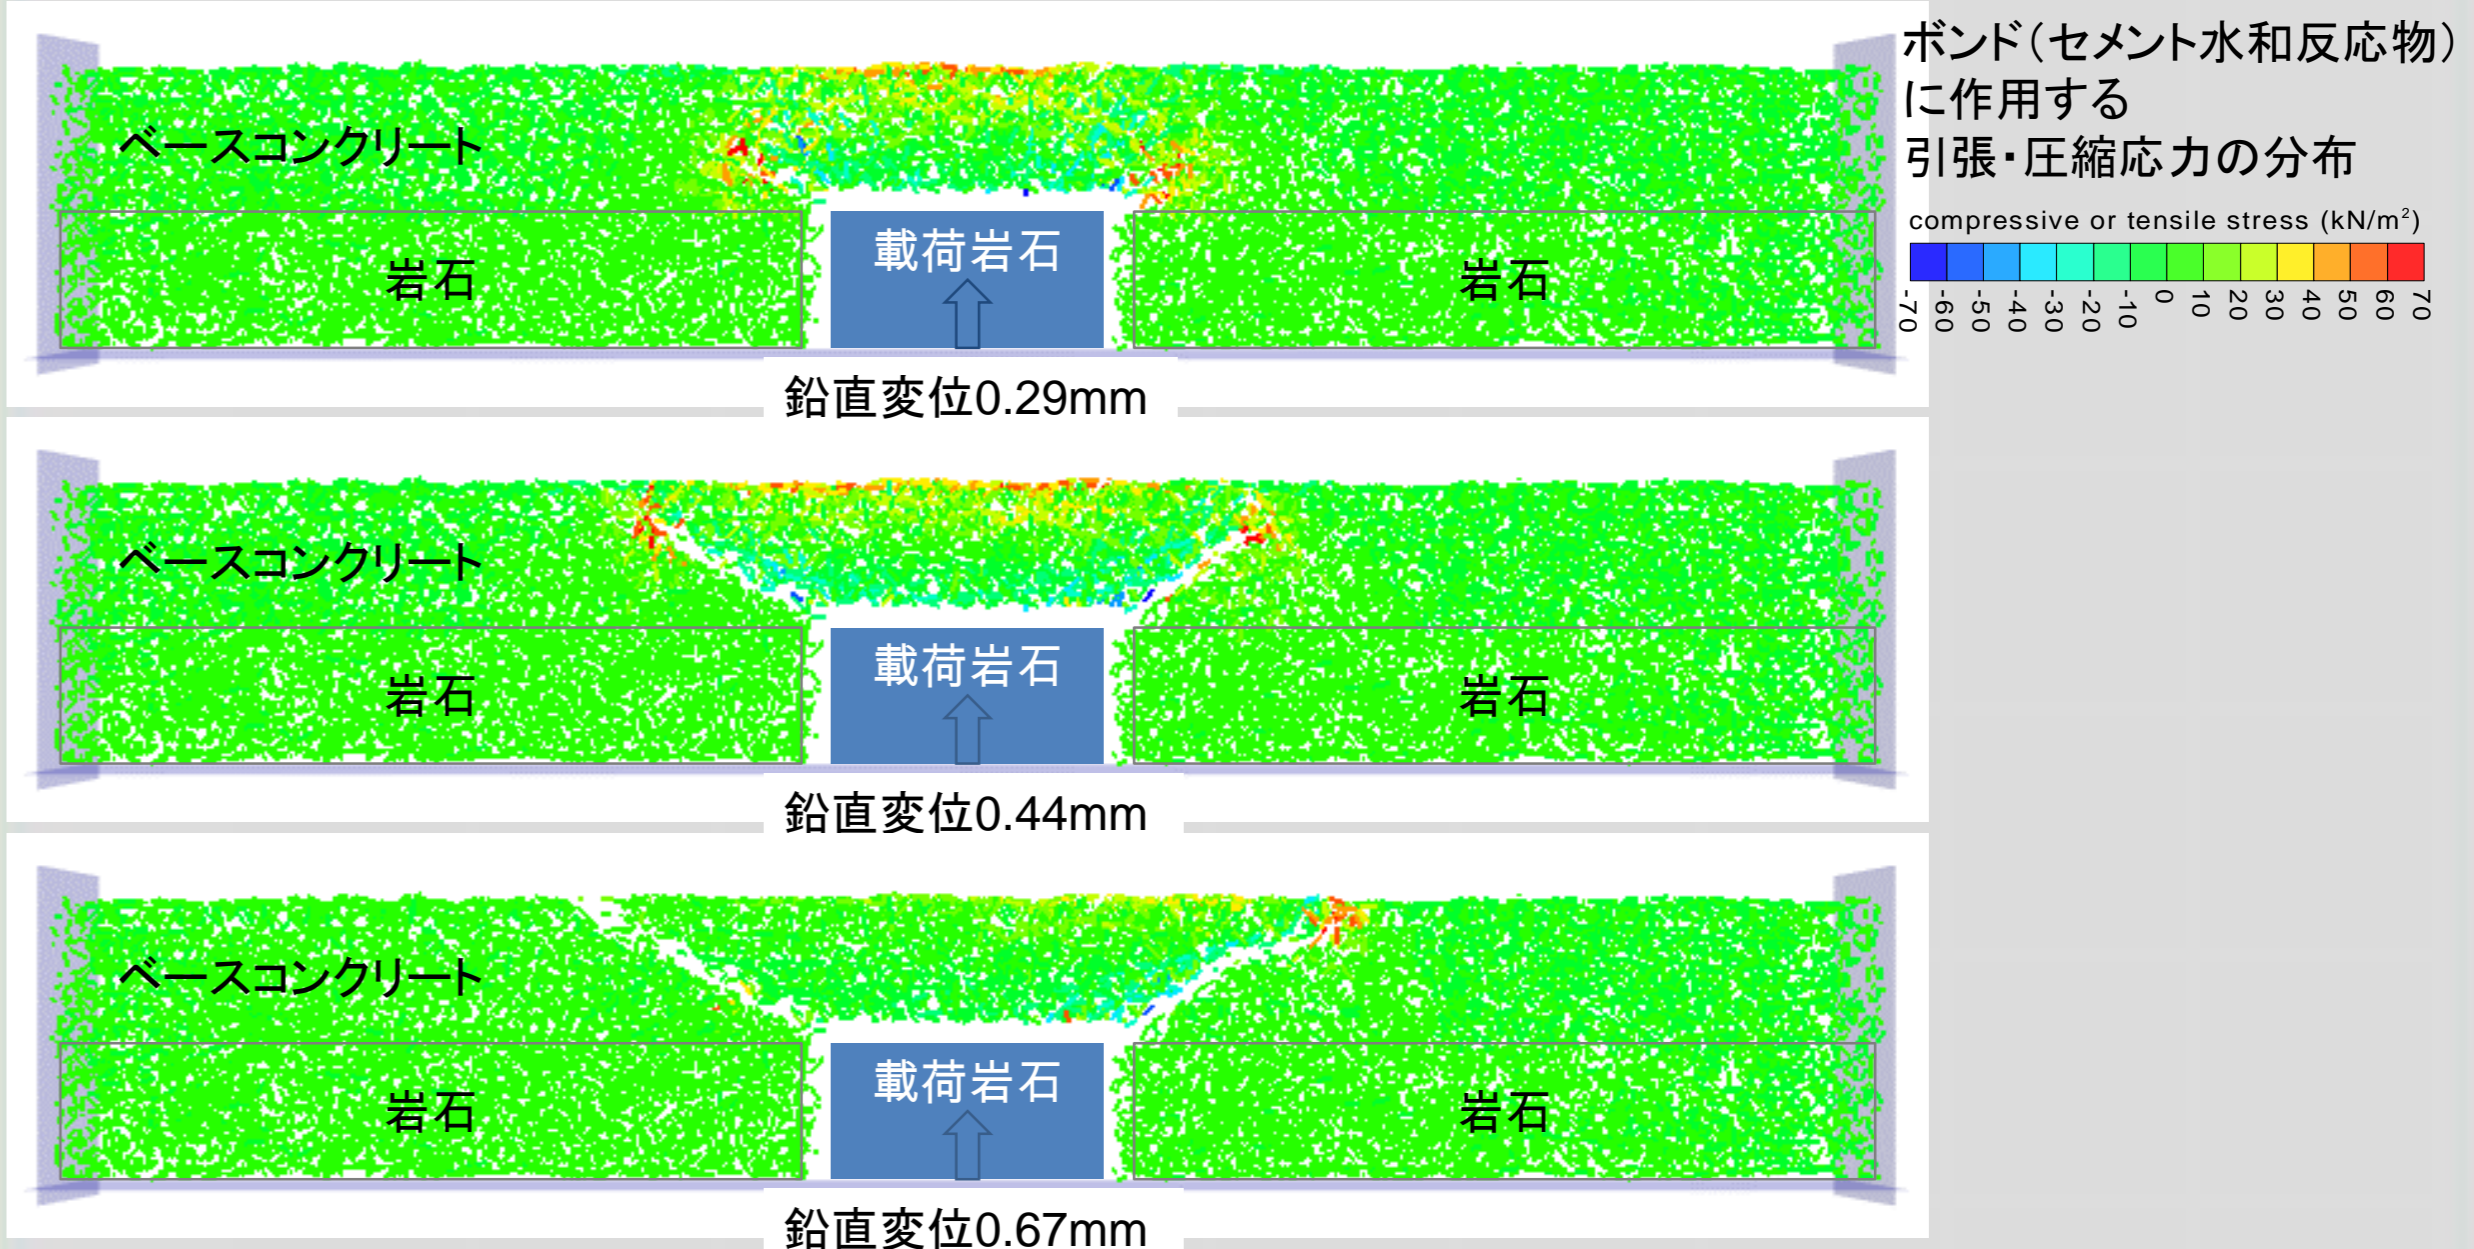 ボンド(セメント水和反応物)
に作用する
引張・圧縮応力の分布
compressive or tensile stress (kN/m²)
-70 -60 -50 -40 -30 -20 -10 0 10 20 30 40 50 60 70
ベースコンクリート
載荷岩石
岩石 岩石
鉛直変位0.29mm
ベースコンクリート
載荷岩石
岩石 岩石
鉛直変位0.44mm
ベースコンクリート
載荷岩石
岩石 岩石
鉛直変位0.67mm